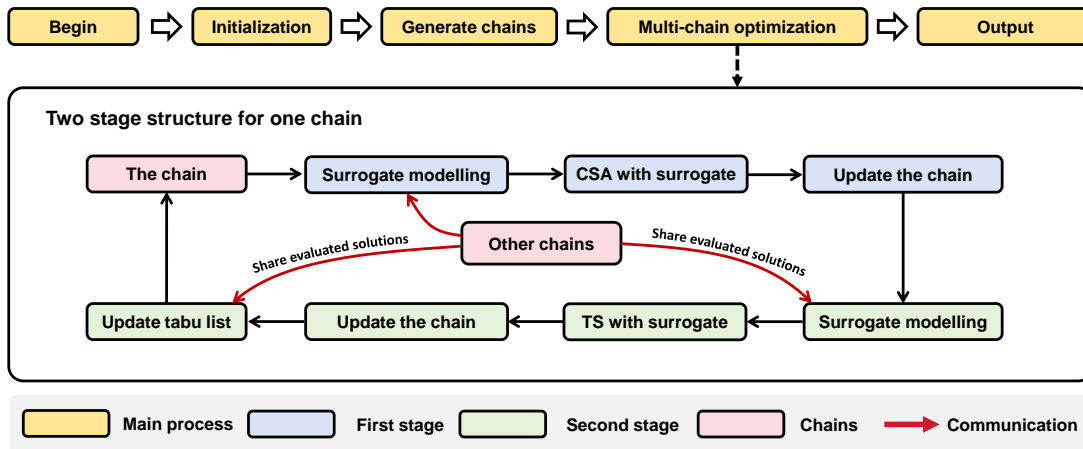 Begin
Initialization
Generate chains
Multi-chain optimization
Output
Two stage structure for one chain
The chain
Surrogate modelling
CSA with surrogate
Update the chain
Other chains
Share evaluated solutions
Share evaluated solutions
Update tabu list
Update the chain
TS with surrogate
Surrogate modelling
Main process
First stage
Second stage
Chains
Communication